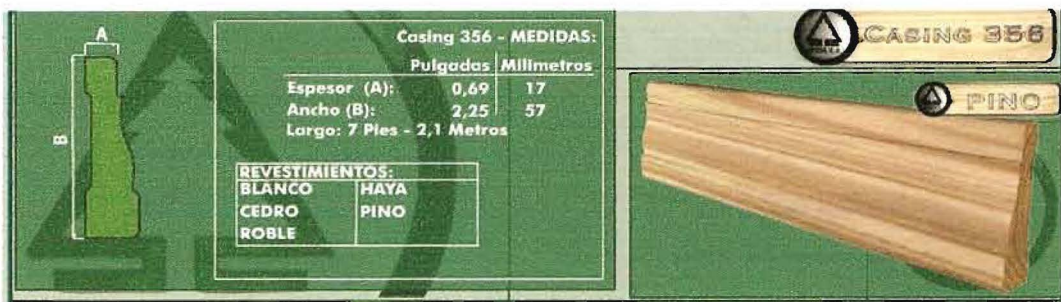 A
B
Casing 356 - MEDIDAS:
Pulgadas Milimetros
Espesor (A): 0,69 17
Ancho (B): 2,25 57
Largo: 7 Pies - 2,1 Metros
REVESTIMIENTOS:
BLANCO HAYA
CEDRO PINO
ROBLE
CASING 356
PINO